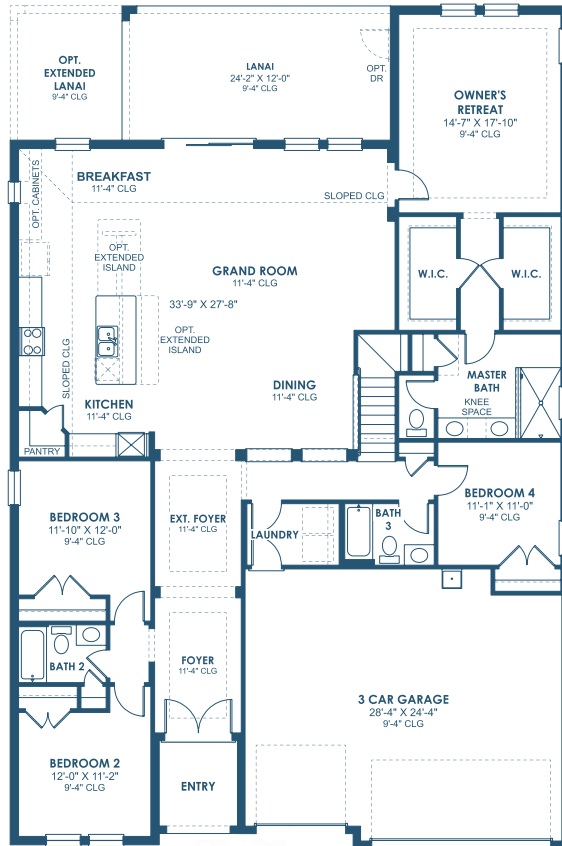 OPT.
EXTENDED
LANAI
9'-4" CLG
LANAI
24'-2" X 12'-0"
9'-4" CLG
OPT.
DR
OWNER'S
RETREAT
14'-7" X 17'-10"
9'-4" CLG
BREAKFAST
11'-4" CLG
OPT. CABINETS
SLOPED CLG
OPT.
EXTENDED
ISLAND
GRAND ROOM
11'-4" CLG
33'-9" X 27'-8"
W.I.C.
W.I.C.
OPT.
EXTENDED
ISLAND
SLOPED CLG
KITCHEN
11'-4" CLG
DINING
11'-4" CLG
MASTER
BATH
KNEE
SPACE
PANTRY
BEDROOM 3
11'-10" X 12'-0"
9'-4" CLG
EXT. FOYER
11'-4" CLG
LAUNDRY
BATH
3
BEDROOM 4
11'-1" X 11'-0"
9'-4" CLG
BATH 2
FOYER
11'-4" CLG
3 CAR GARAGE
28'-4" X 24'-4"
9'-4" CLG
BEDROOM 2
12'-0" X 11'-2"
9'-4" CLG
ENTRY